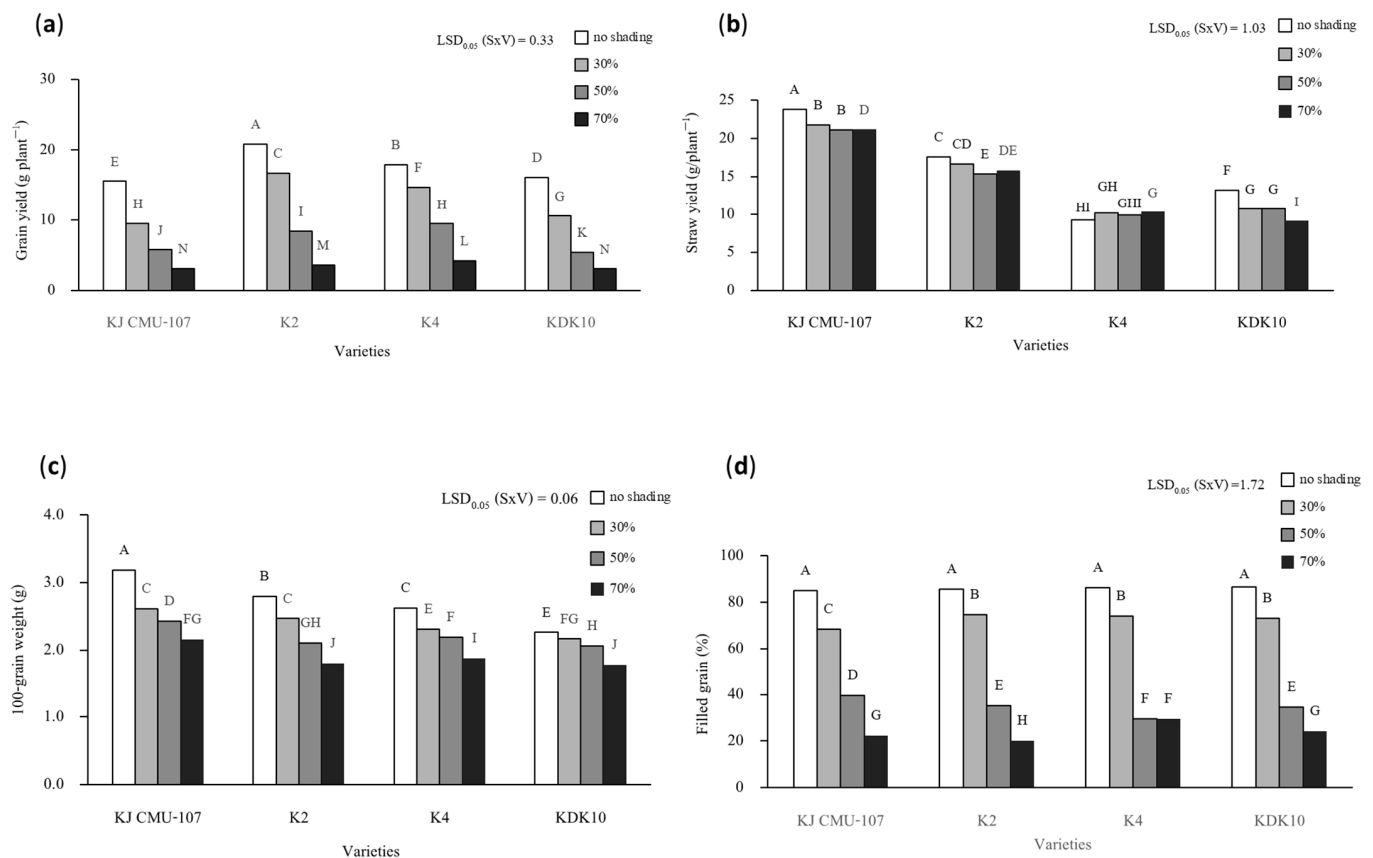 (a)
LSD0.05 (SxV) = 0.33
no shading
30%
50%
70%
Grain yield (g plant−1)
30
20
10
0
E H J N
A C I M
B F H L
D G K N
KJ CMU-107 K2 K4 KDK10
Varieties
(b)
LSD0.05 (SxV) = 1.03
no shading
30%
50%
70%
Straw yield (g/plant−1)
25
20
15
10
5
0
A B B D
C CD E DE
HI GH GHI G
F G G I
KJ CMU-107 K2 K4 KDK10
Varieties
(c)
LSD0.05 (SxV) = 0.06
no shading
30%
50%
70%
100-grain weight (g)
4.0
3.0
2.0
1.0
0.0
A C D FG
B C GH J
C E F I
E FG H J
KJ CMU-107 K2 K4 KDK10
Varieties
(d)
LSD0.05 (SxV) =1.72
no shading
30%
50%
70%
Filled grain (%)
100
80
60
40
20
0
A C D G
A B E H
A B F F
A B E G
KJ CMU-107 K2 K4 KDK10
Varieties